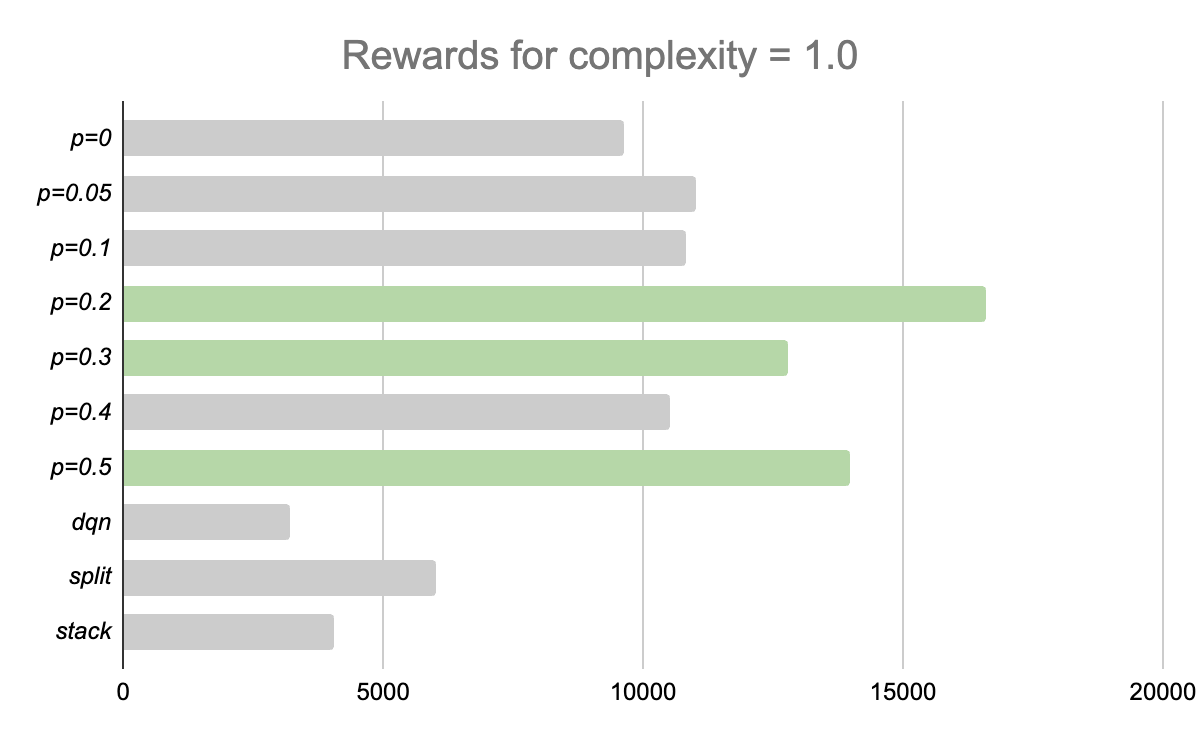 Rewards for complexity = 1.0
p=0
p=0.05
p=0.1
p=0.2
p=0.3
p=0.4
p=0.5
dqn
split
stack
0 5000 10000 15000 20000